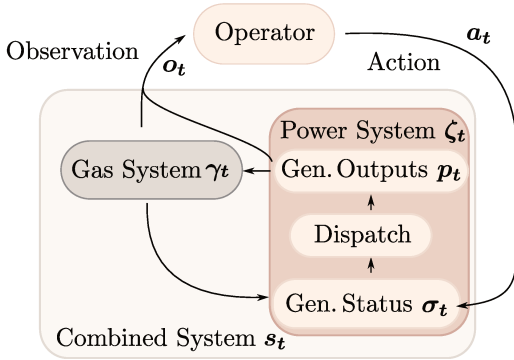 Operator
Observation
o_t
a_t
Action
Power System ζ_t
Gas System γ_t
Gen. Outputs p_t
Dispatch
Gen. Status σ_t
Combined System s_t